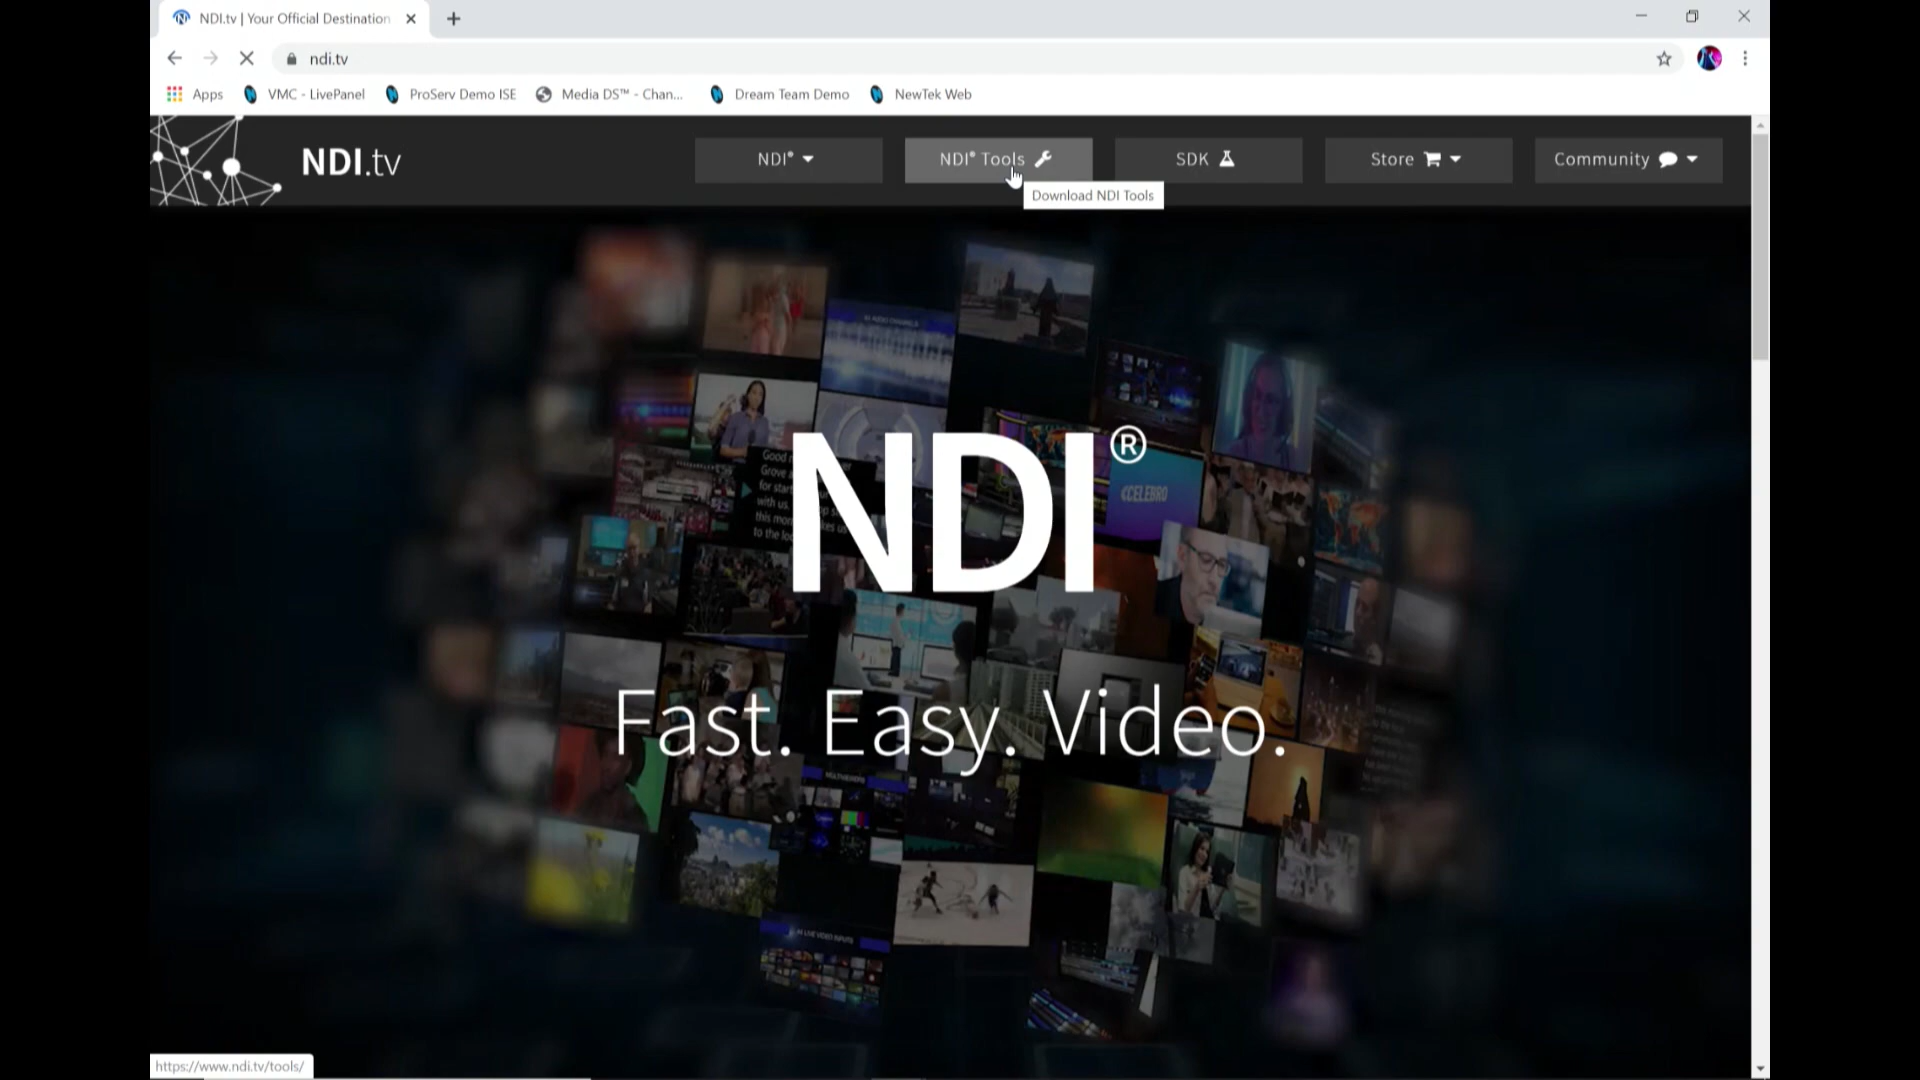 NDI.tv | Your Official Destination
ndi.tv
Apps
VMC - LivePanel
ProServ Demo ISE
Media DS™ - Chan...
Dream Team Demo
NewTek Web
NDI.tv
NDI®
NDI® Tools
SDK
Store
Community
Download NDI Tools
NDI®
Fast. Easy. Video.
https://www.ndi.tv/tools/